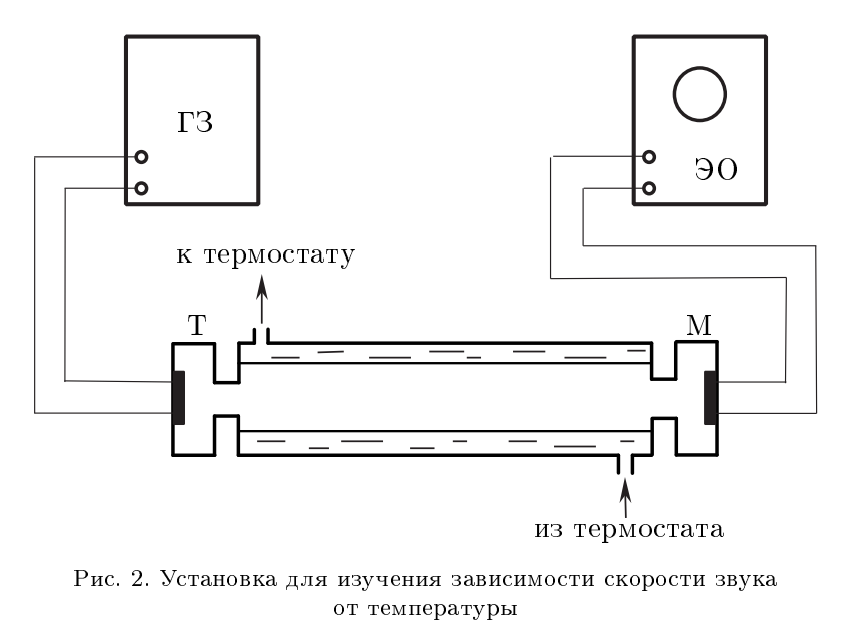 ГЗ
ЭО
к термостату
Т
М
из термостата
Рис. 2. Установка для изучения зависимости скорости звука
от температуры